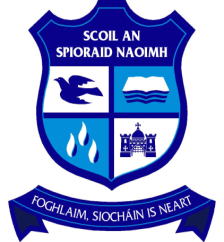 SCOIL AN
SPIORAID NAOIMH
FOGHLAIM, SIOCHÁIN IS NEART